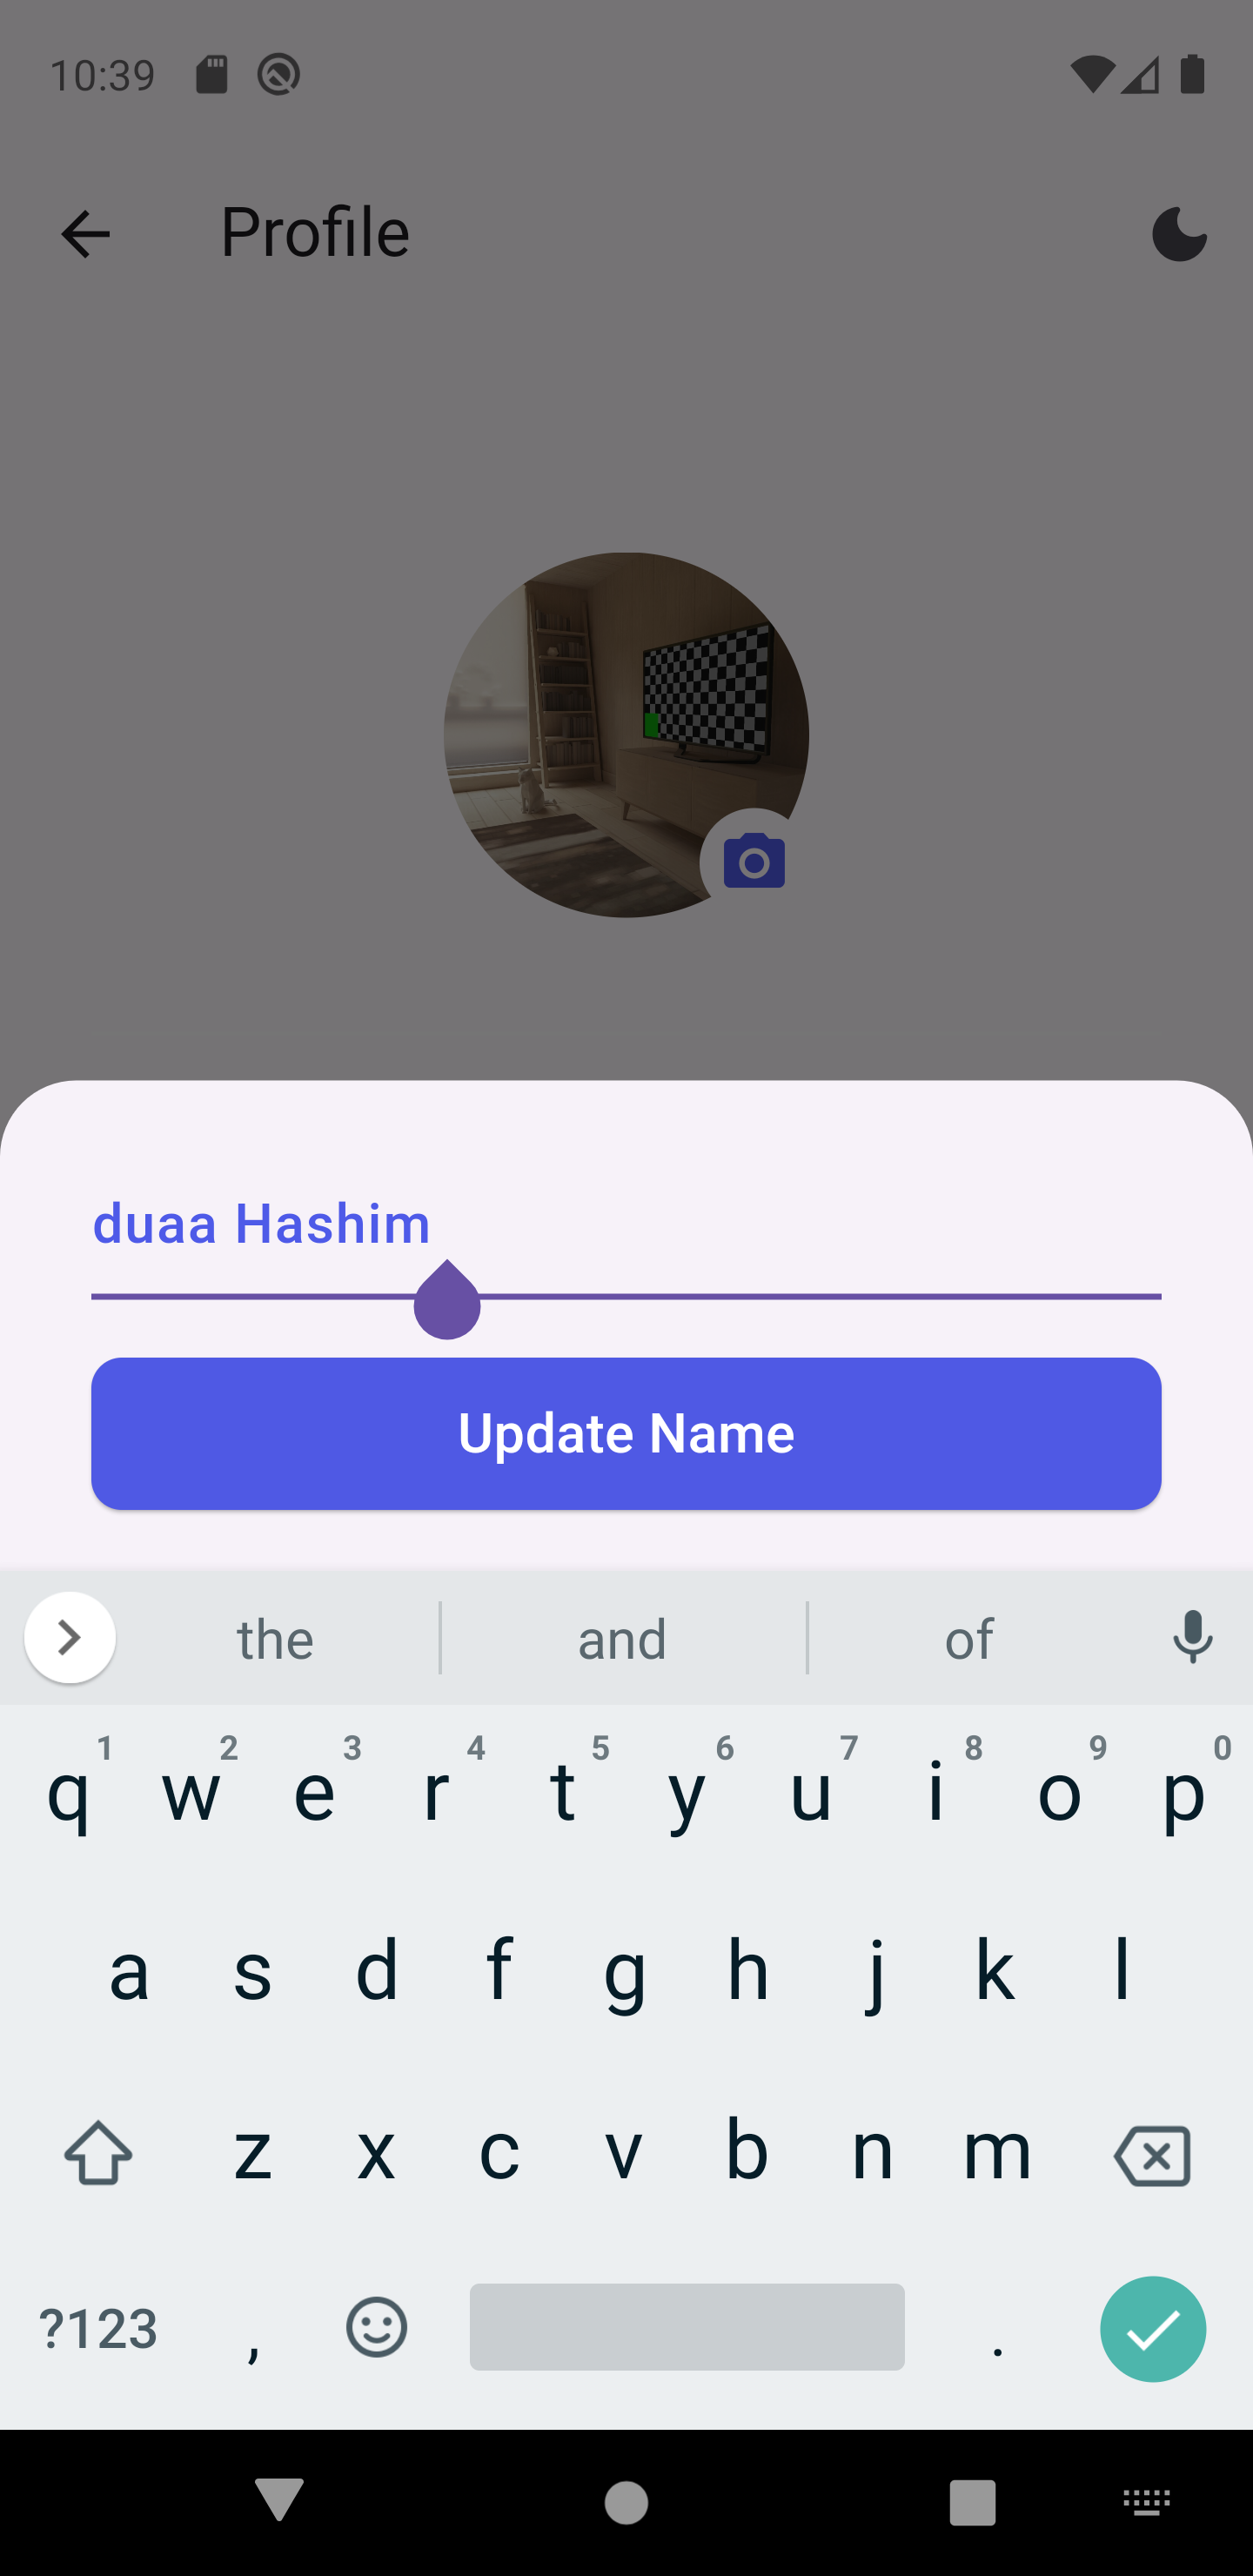 10:39
Profile
duaa Hashim
Update Name
the and of
1 2 3 4 5 6 7 8 9 0
q w e r t y u i o p
a s d f g h j k l
z x c v b n m
?123 , .